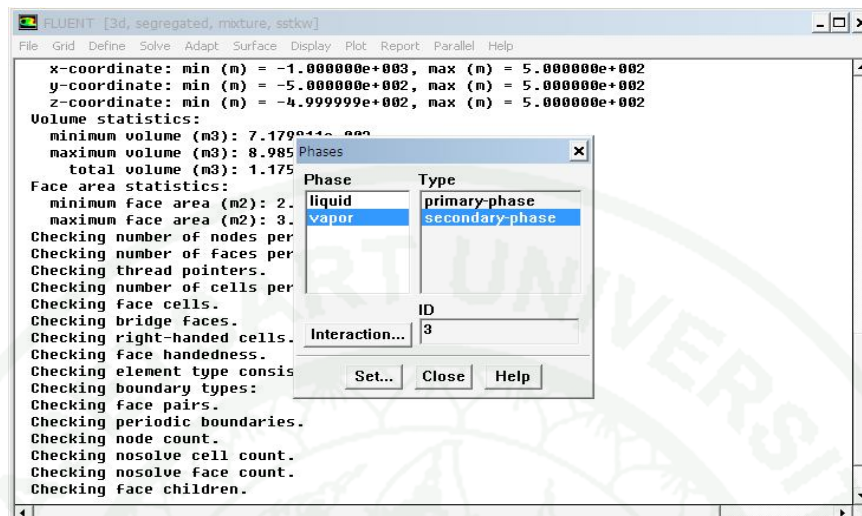 FLUENT [3d, segregated, mixture, sstkw]
File Grid Define Solve Adapt Surface Display Plot Report Parallel Help
x-coordinate: min (m) = -1.000000e+003, max (m) = 5.000000e+002
y-coordinate: min (m) = -5.000000e+002, max (m) = 5.000000e+002
z-coordinate: min (m) = -4.999999e+002, max (m) = 5.000000e+002
Volume statistics:
minimum volume (m3): 7.179811e-002
maximum volume (m3): 8.985
total volume (m3): 1.175
Face area statistics:
minimum face area (m2): 2.
maximum face area (m2): 3.
Checking number of nodes per
Checking number of faces per
Checking thread pointers.
Checking number of cells per
Checking face cells.
Checking bridge faces.
Checking right-handed cells.
Checking face handedness.
Checking element type consis
Checking boundary types:
Checking face pairs.
Checking periodic boundaries.
Checking node count.
Checking nosolve cell count.
Checking nosolve face count.
Checking face children.
Phases
Phase Type
liquid primary-phase
vapor secondary-phase
ID
Interaction... 3
Set... Close Help